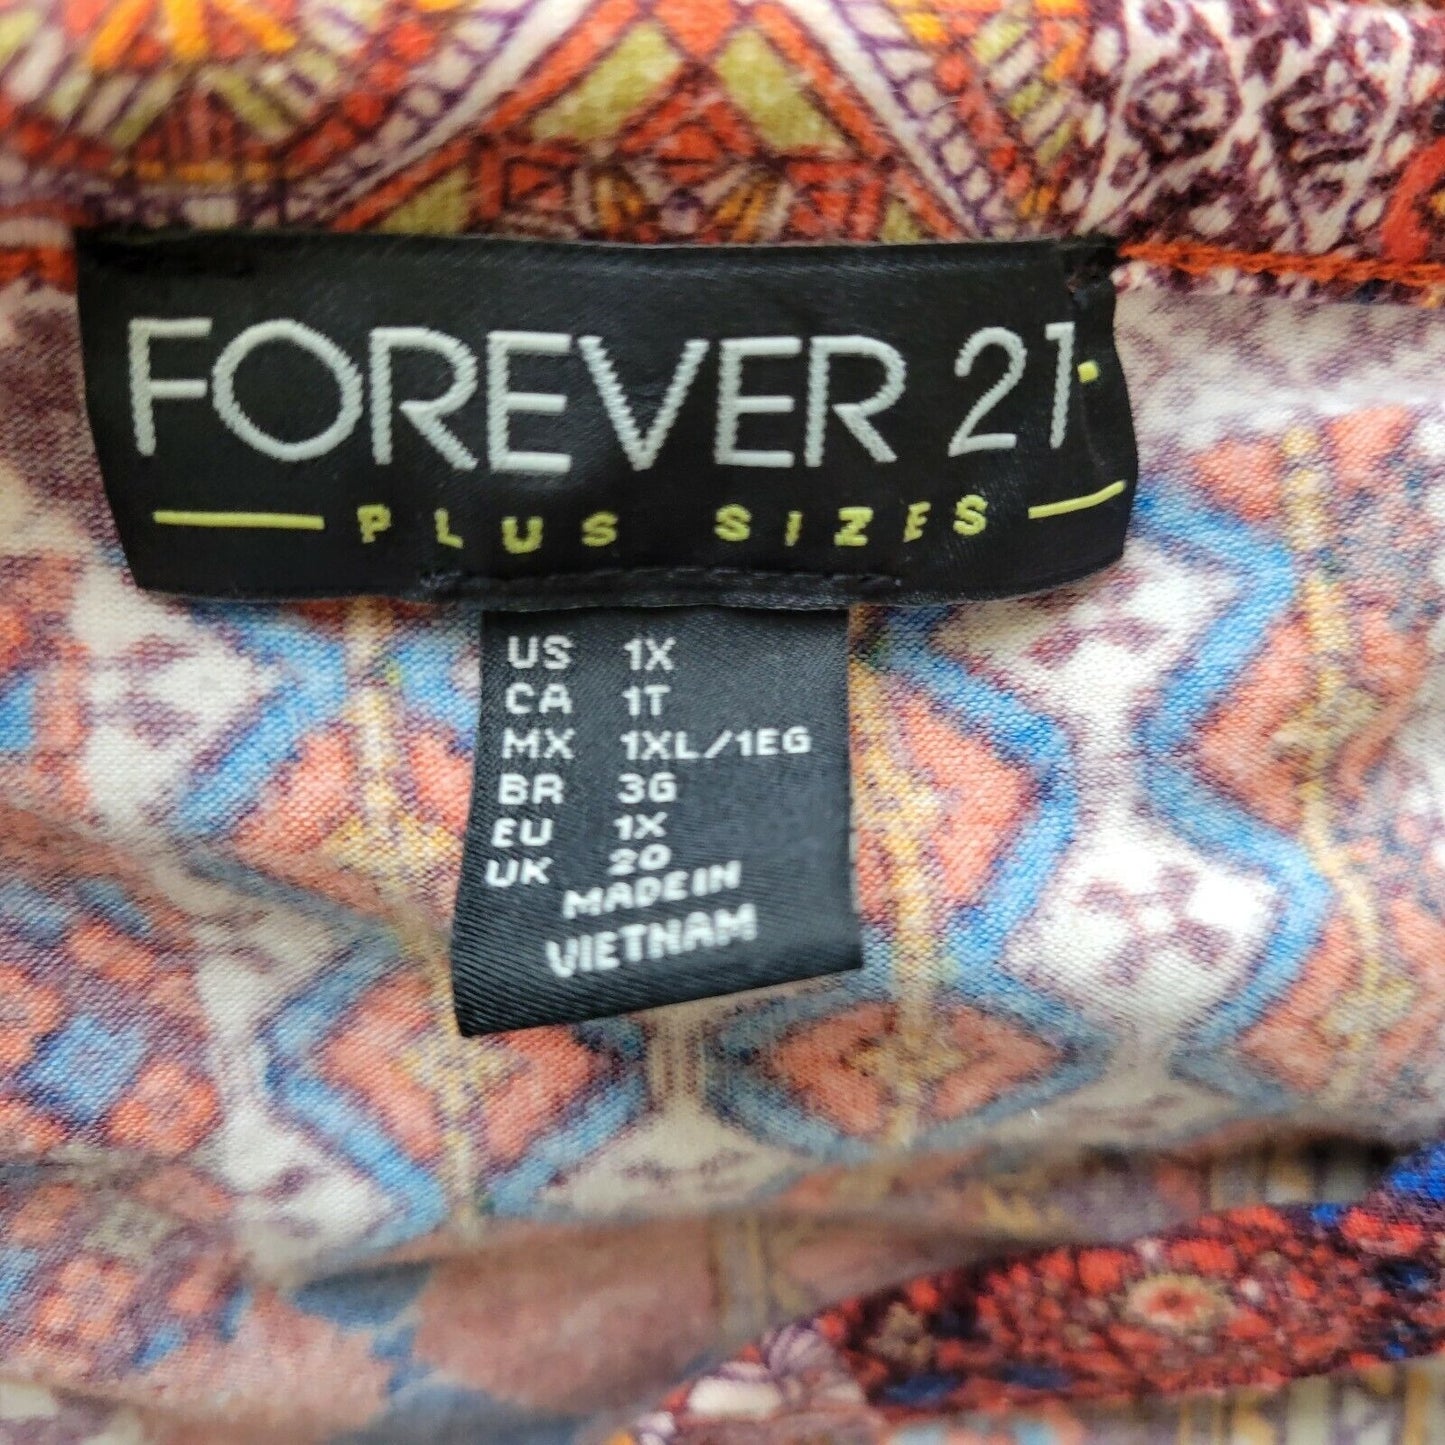 FOREVER 21
PLUS SIZES
US 1X
CA 1T
MX 1XL/1EG
BR 3G
EU 1X
UK 20
MADE IN
VIETNAM